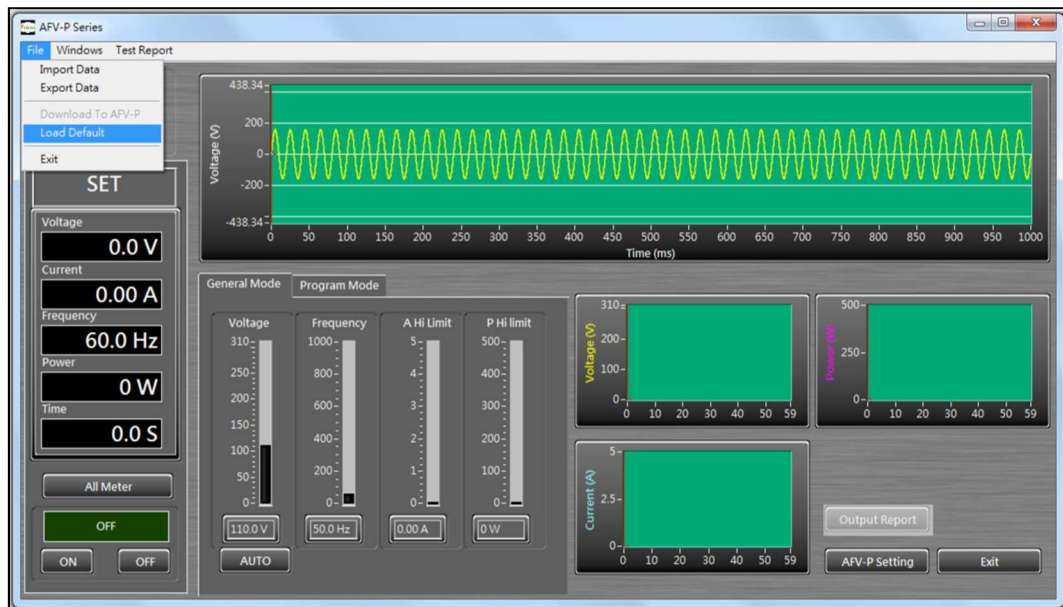 AFV-P Series
File Windows Test Report
Import Data
Export Data
Download To AFV-P
Load Default
Exit
SET
Voltage
0.0 V
Current
0.00 A
Frequency
60.0 Hz
Power
0 W
Time
0.0 S
All Meter
OFF
ON OFF
438.34
200
0
-200
-438.34
Voltage (V)
0 50 100 150 200 250 300 350 400 450 500 550 600 650 700 750 800 850 900 950 1000
Time (ms)
General Mode Program Mode
Voltage Frequency A Hi Limit P Hi limit
310 1000 5 500
250 800 4 400
200 600 3 300
150 400 2 200
100 200 1 100
50 0 0 0
0
110.0 V 50.0 Hz 0.00 A 0 W
AUTO
Voltage (V)
310
200
100
0
0 10 20 30 40 50 59
Power (W)
500
250
0
0 10 20 30 40 50 59
Current (A)
5
2.5
0
0 10 20 30 40 50 59
Output Report
AFV-P Setting Exit